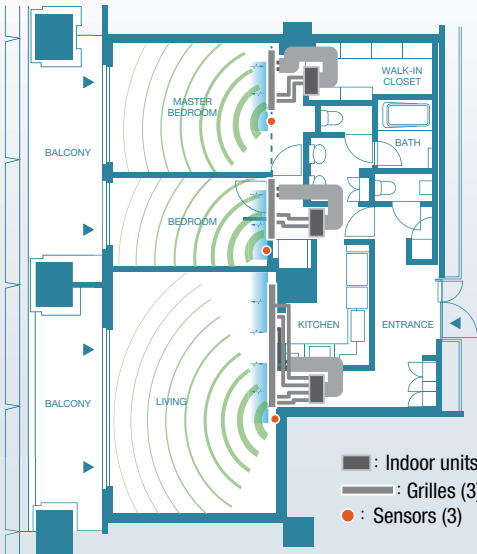 WALK-IN
CLOSET
MASTER
BEDROOM
BATH
BALCONY
BEDROOM
KITCHEN
ENTRANCE
BALCONY
LIVING
: Indoor units
: Grilles (3)
: Sensors (3)